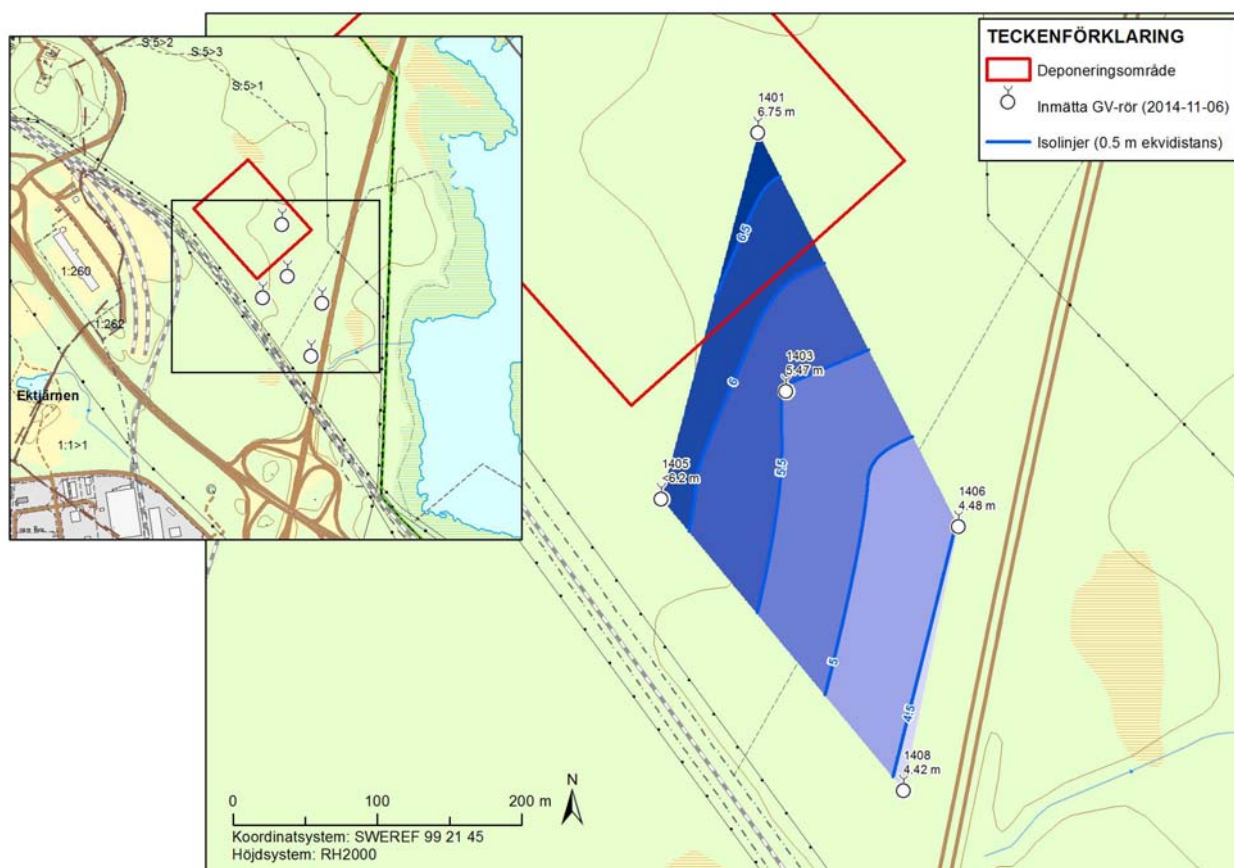 TECKENFÖRKLARING
Deponeringsområde
Inmätta GV-rör (2014-11-06)
Isolinjer (0.5 m ekvidistans)
S:5>2
S:5>3
S:5>1
1:260
1:262
Ektjärnen
1:1>1
1401
6.75 m
6.5
6
1403
5.47 m
5.5
1405
<6.2 m
1406
4.48 m
5
4.5
1408
4.42 m
0 100 200 m
N
Koordinatsystem: SWEREF 99 21 45
Höjdsystem: RH2000